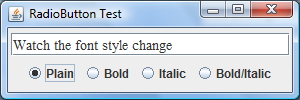 RadioButton Test
Watch the font style change
Plain Bold Italic Bold/Italic